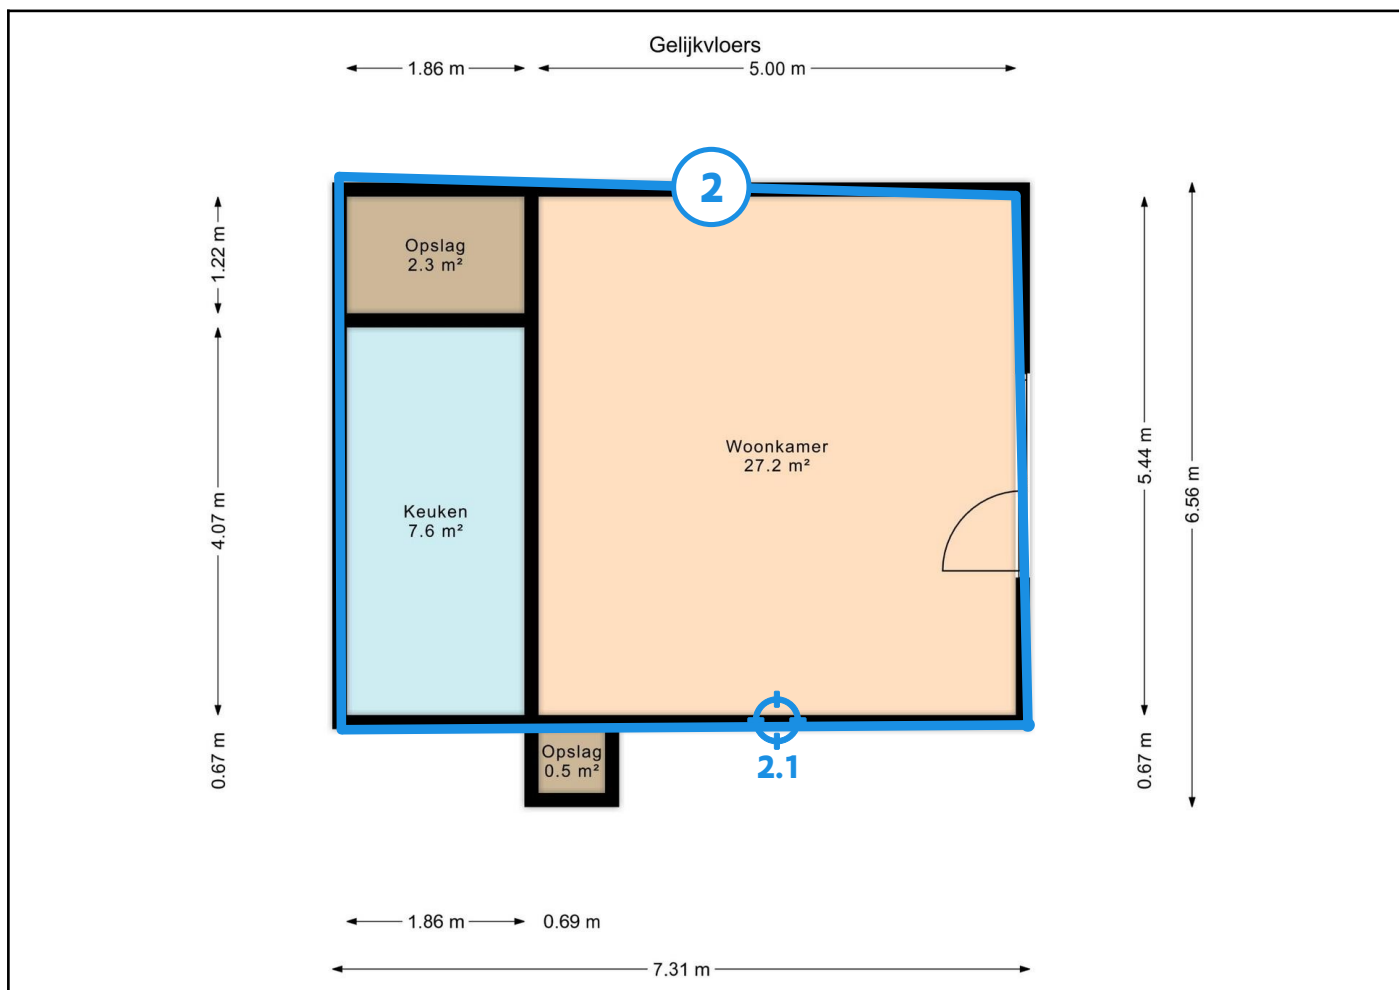 Gelijkvloers
1.86 m
5.00 m
2
1.22 m
Opslag
2.3 m²
Woonkamer
27.2 m²
5.44 m
6.56 m
4.07 m
Keuken
7.6 m²
0.67 m
Opslag
0.5 m²
2.1
0.67 m
1.86 m
0.69 m
7.31 m